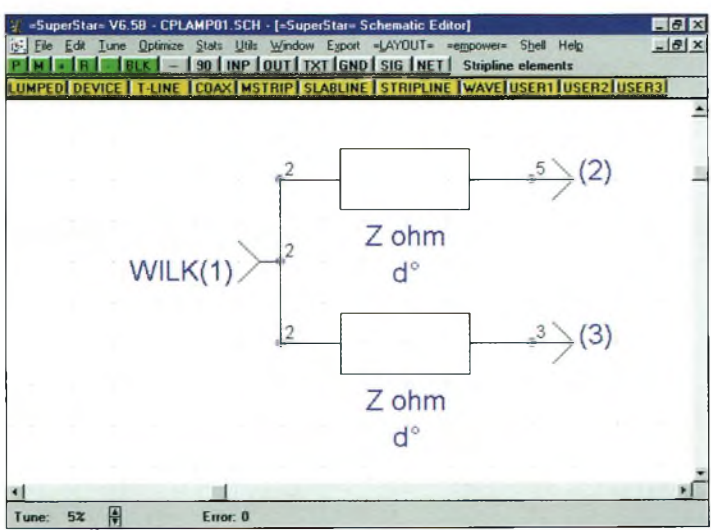 =SuperStar= V6.5B - CPLAMP01.SCH - [=SuperStar= Schematic Editor]
File Edit Tune Optimize Stats Utils Window Export =LAYOUT= =empower= Shell Help
P M + R - BLK - 90 INP OUT TXT GND SIG NET Stripline elements
LUMPED DEVICE T-LINE COAX MSTRIP SLABLINE STRIPLINE WAVE USER1 USER2 USER3
2 5 (2)
Z ohm
d°
WILK(1) 2
2 3 (3)
Z ohm
d°
Tune: 5% Error: 0